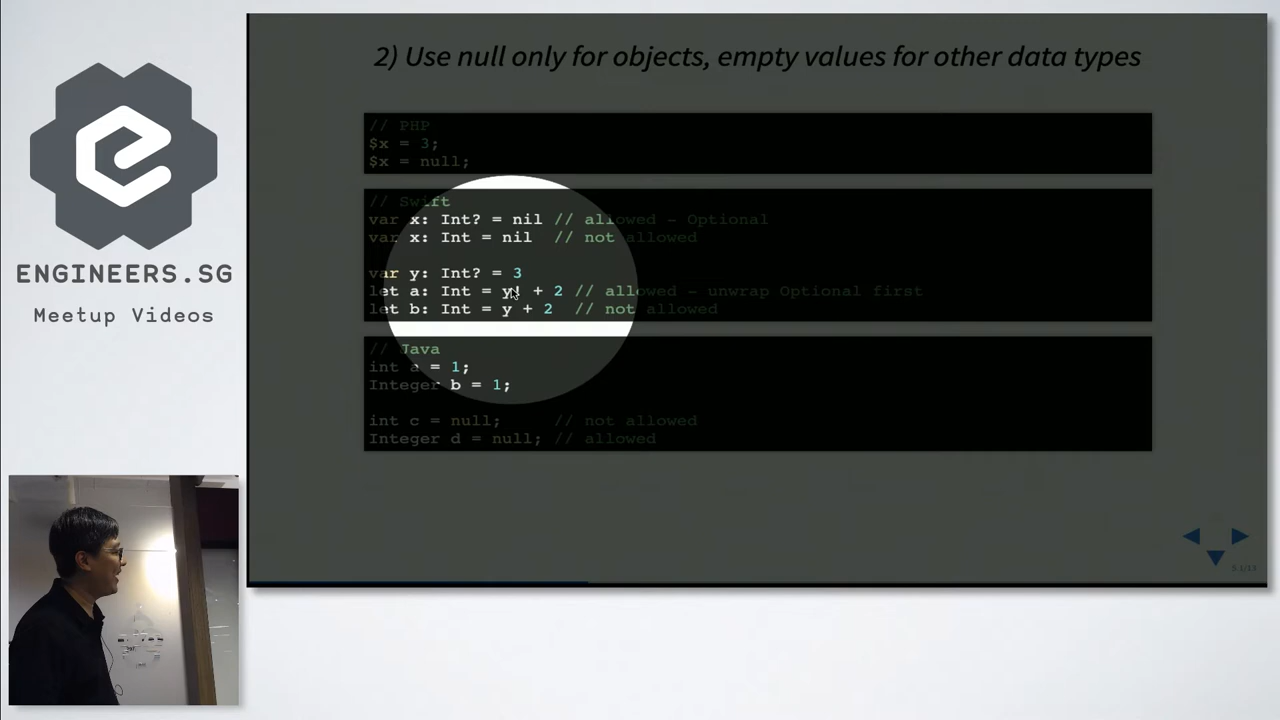 2) Use null only for objects, empty values for other data types
// PHP
$x = 3;
$x = null;
// Swift
var x: Int? = nil // allowed - Optional
var x: Int = nil // not allowed
var y: Int? = 3
let a: Int = y! + 2 // allowed - unwrap Optional first
let b: Int = y + 2 // not allowed
// Java
int a = 1;
Integer b = 1;
int c = null; // not allowed
Integer d = null; // allowed
ENGINEERS.SG
Meetup Videos